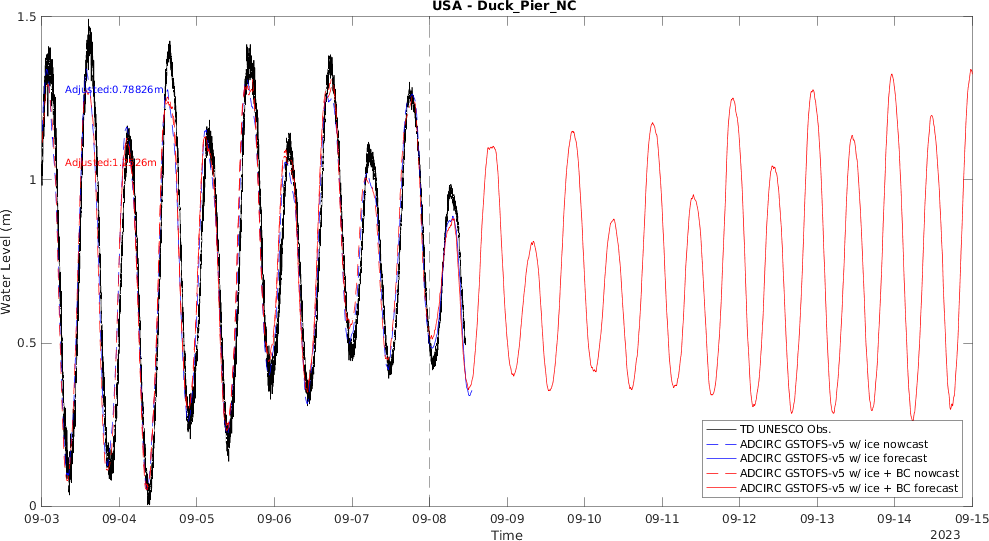 USA - Duck_Pier_NC
1.5
1
0.5
0
Water Level (m)
Adjusted:0.78826m
TD UNESCO Obs.
ADCIRC GSTOFS-v5 w/ ice nowcast
ADCIRC GSTOFS-v5 w/ ice forecast
ADCIRC GSTOFS-v5 w/ ice + BC nowcast
ADCIRC GSTOFS-v5 w/ ice + BC forecast
09-03 09-04 09-05 09-06 09-07 09-08 09-09 09-10 09-11 09-12 09-13 09-14 09-15
Time
2023